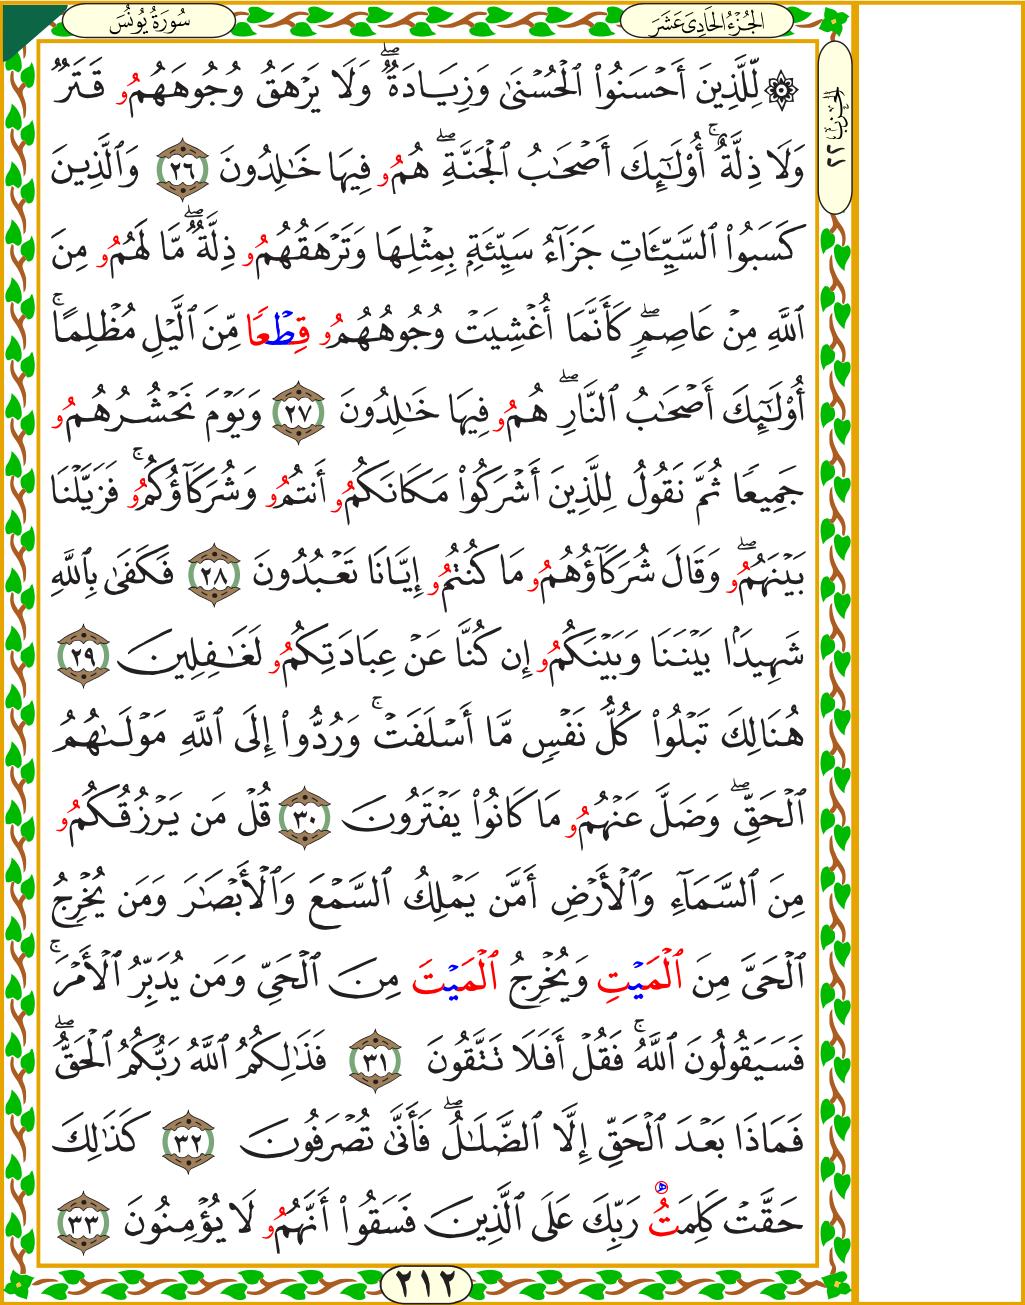 سُورَةُ يُونُسَ
الجُزْءُ الحَادِي عَشَرَ
الحزب ٢٢
۞ لِّلَّذِينَ أَحْسَنُوا۟ ٱلْحُسْنَىٰ وَزِيَادَةٌۖ وَلَا يَرْهَقُ وُجُوهَهُمُۥ قَتَرٌ
وَلَا ذِلَّةٌۚ أُو۟لَٰٓئِكَ أَصْحَٰبُ ٱلْجَنَّةِۖ هُمُۥ فِيهَا خَٰلِدُونَ ٢٦ وَٱلَّذِينَ
كَسَبُوا۟ ٱلسَّيِّـَٔاتِ جَزَآءُ سَيِّئَةِۭ بِمِثْلِهَا وَتَرْهَقُهُمُۥ ذِلَّةٌۖ مَّا لَهُمُۥ مِنَ
ٱللَّهِ مِنْ عَاصِمٍۖ كَأَنَّمَآ أُغْشِيَتْ وُجُوهُهُمُۥ قِطْعًا مِّنَ ٱلَّيْلِ مُظْلِمًاۚ
أُو۟لَٰٓئِكَ أَصْحَٰبُ ٱلنَّارِۖ هُمُۥ فِيهَا خَٰلِدُونَ ٢٧ وَيَوْمَ نَحْشُرُهُمُۥ
جَمِيعًا ثُمَّ نَقُولُ لِلَّذِينَ أَشْرَكُوا۟ مَكَانَكُمُۥ أَنتُمُۥ وَشُرَكَآؤُكُمُۥۚ فَزَيَّلْنَا
بَيْنَهُمُۥۖ وَقَالَ شُرَكَآؤُهُمُۥ مَا كُنتُمُۥ إِيَّانَا تَعْبُدُونَ ٢٨ فَكَفَىٰ بِٱللَّهِ
شَهِيدًۢا بَيْنَنَا وَبَيْنَكُمُۥ إِن كُنَّا عَنْ عِبَادَتِكُمُۥ لَغَٰفِلِينَ ٢٩
هُنَالِكَ تَبْلُوا۟ كُلُّ نَفْسٍ مَّآ أَسْلَفَتْۚ وَرُدُّوٓا۟ إِلَى ٱللَّهِ مَوْلَىٰهُمُ
ٱلْحَقِّۖ وَضَلَّ عَنْهُمُۥ مَا كَانُوا۟ يَفْتَرُونَ ٣٠ قُلْ مَن يَرْزُقُكُمُۥ
مِنَ ٱلسَّمَآءِ وَٱلْأَرْضِ أَمَّن يَمْلِكُ ٱلسَّمْعَ وَٱلْأَبْصَٰرَ وَمَن يُخْرِجُ
ٱلْحَىَّ مِنَ ٱلْمَيْتِ وَيُخْرِجُ ٱلْمَيْتَ مِنَ ٱلْحَىِّ وَمَن يُدَبِّرُ ٱلْأَمْرَۚ
فَسَيَقُولُونَ ٱللَّهُۚ فَقُلْ أَفَلَا تَتَّقُونَ ٣١ فَذَٰلِكُمُ ٱللَّهُ رَبُّكُمُ ٱلْحَقُّۖ
فَمَاذَا بَعْدَ ٱلْحَقِّ إِلَّا ٱلضَّلَٰلُۖ فَأَنَّىٰ تُصْرَفُونَ ٣٢ كَذَٰلِكَ
حَقَّتْ كَلِمَتُ رَبِّكَ عَلَى ٱلَّذِينَ فَسَقُوٓا۟ أَنَّهُمُۥ لَا يُؤْمِنُونَ ٣٣
٢١٢